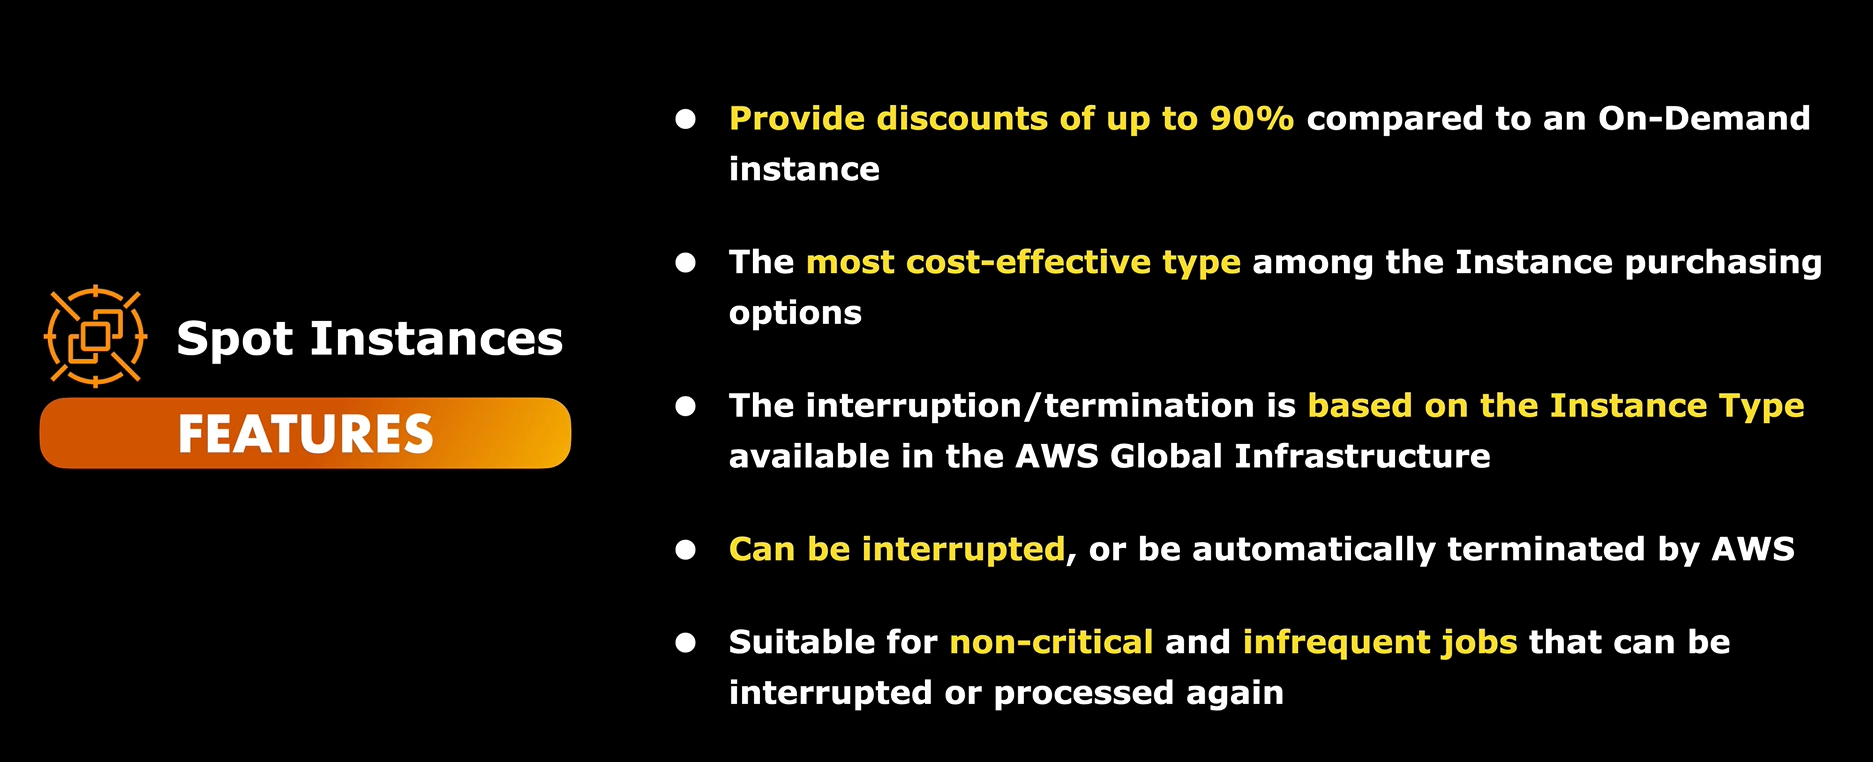 Spot Instances
FEATURES
● Provide discounts of up to 90% compared to an On-Demand
instance
● The most cost-effective type among the Instance purchasing
options
● The interruption/termination is based on the Instance Type
available in the AWS Global Infrastructure
● Can be interrupted, or be automatically terminated by AWS
● Suitable for non-critical and infrequent jobs that can be
interrupted or processed again